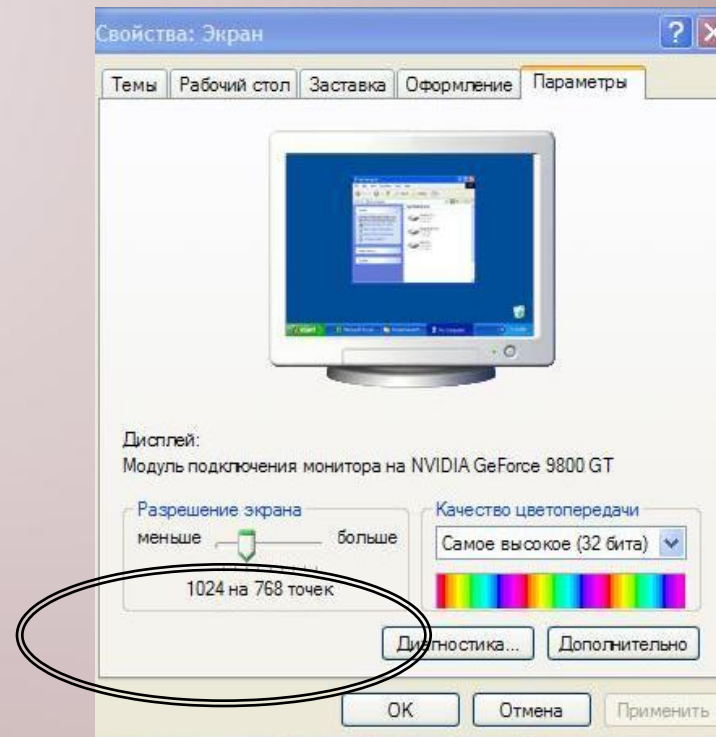 Свойства: Экран
Темы Рабочий стол Заставка Оформление Параметры
Дисплей:
Модуль подключения монитора на NVIDIA GeForce 9800 GT
Разрешение экрана
меньше больше
1024 на 768 точек
Качество цветопередачи
Самое высокое (32 бита)
Диагностика... Дополнительно
OK Отмена Применить